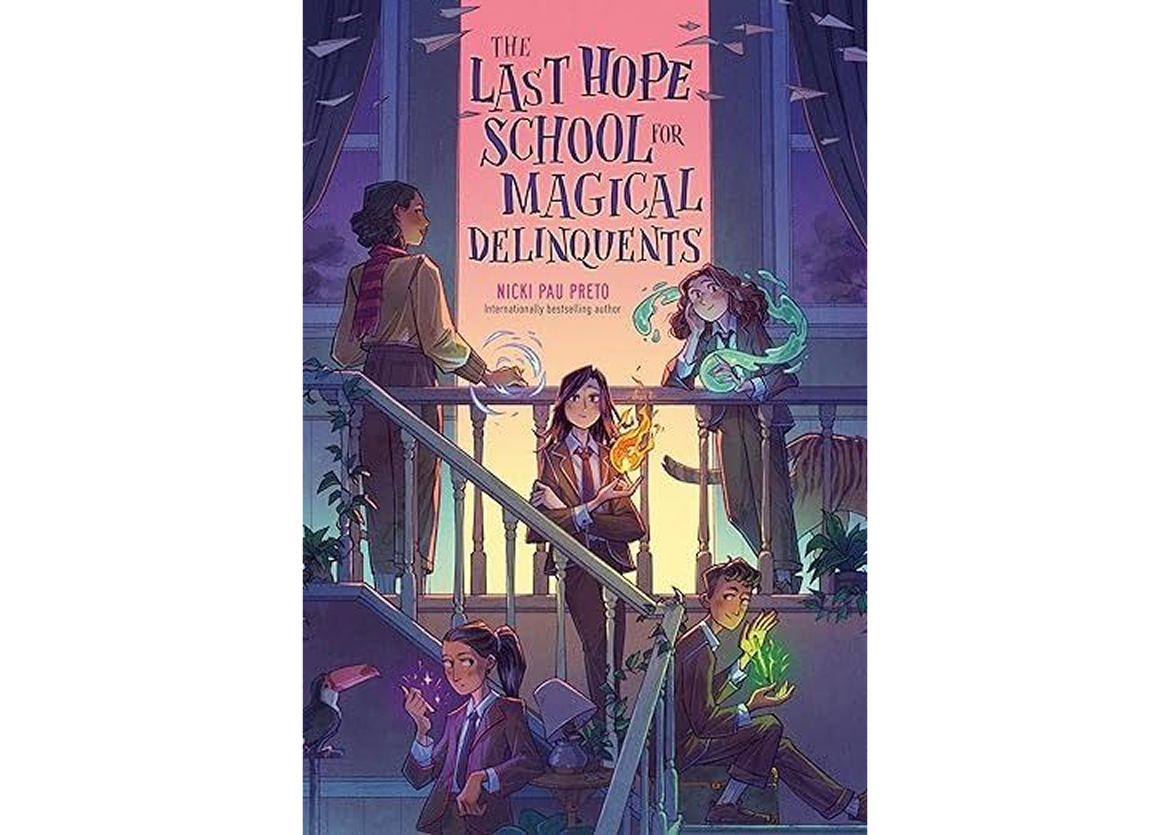 THE
LAST HOPE
SCHOOL FOR
MAGICAL
DELINQUENTS
NICKI PAU PRETO
Internationally bestselling author